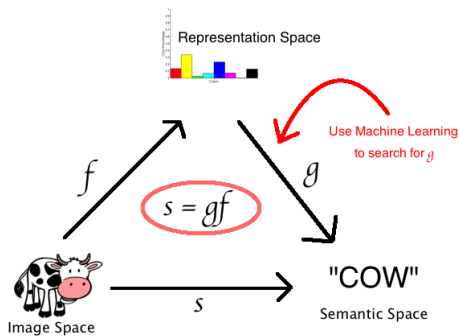 Representation Space
f
Use Machine Learning
to search for g
g
s = gf
"COW"
s
Semantic Space
Image Space